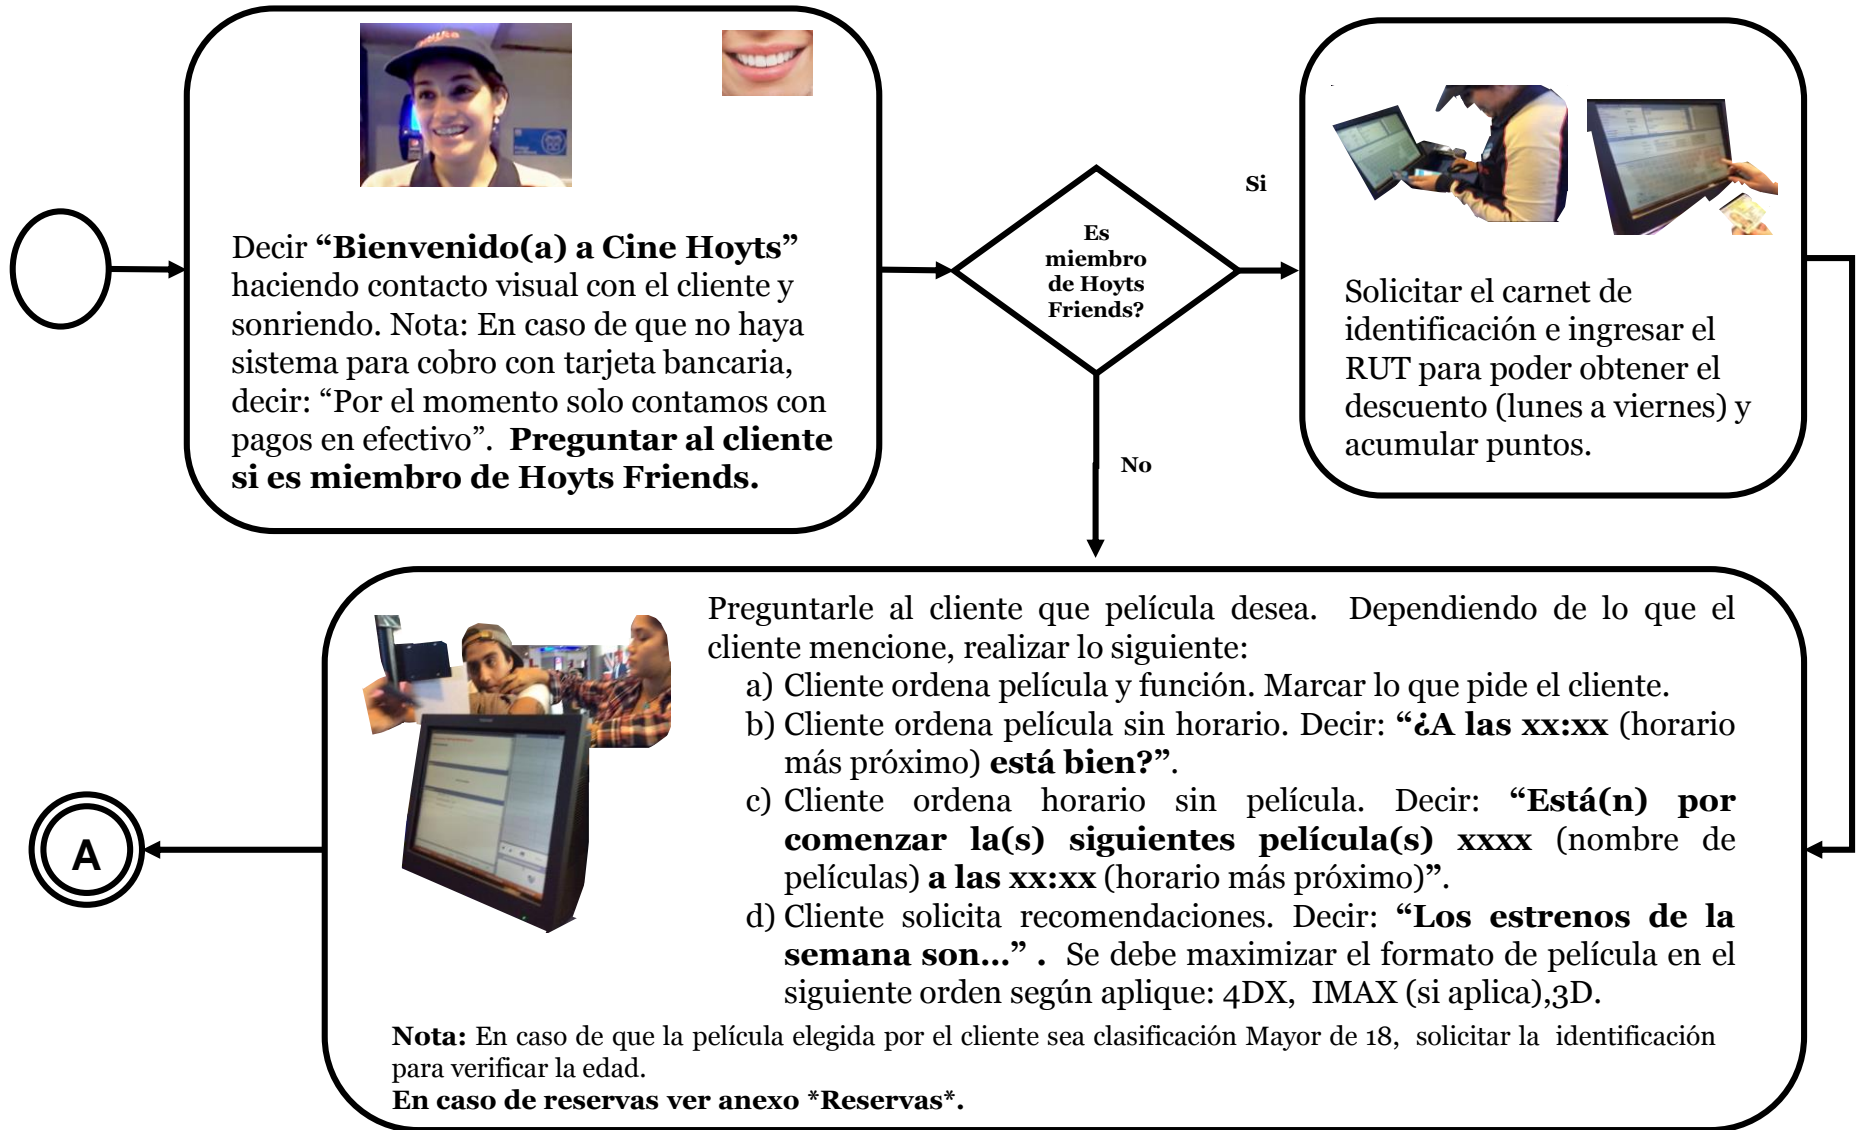 Decir “Bienvenido(a) a Cine Hoyts”
haciendo contacto visual con el cliente y
sonriendo. Nota: En caso de que no haya
sistema para cobro con tarjeta bancaria,
decir: “Por el momento solo contamos con
pagos en efectivo”. Preguntar al cliente
si es miembro de Hoyts Friends.
Es
miembro
de Hoyts
Friends?
Si
No
Solicitar el carnet de
identificación e ingresar el
RUT para poder obtener el
descuento (lunes a viernes) y
acumular puntos.
Preguntarle al cliente que película desea. Dependiendo de lo que el
cliente mencione, realizar lo siguiente:
a) Cliente ordena película y función. Marcar lo que pide el cliente.
b) Cliente ordena película sin horario. Decir: “¿A las xx:xx (horario
más próximo) está bien?”.
c) Cliente ordena horario sin película. Decir: “Está(n) por
comenzar la(s) siguientes película(s) xxxx (nombre de
películas) a las xx:xx (horario más próximo)”.
d) Cliente solicita recomendaciones. Decir: “Los estrenos de la
semana son…” . Se debe maximizar el formato de película en el
siguiente orden según aplique: 4DX, IMAX (si aplica),3D.
Nota: En caso de que la película elegida por el cliente sea clasificación Mayor de 18, solicitar la identificación
para verificar la edad.
En caso de reservas ver anexo *Reservas*.
A